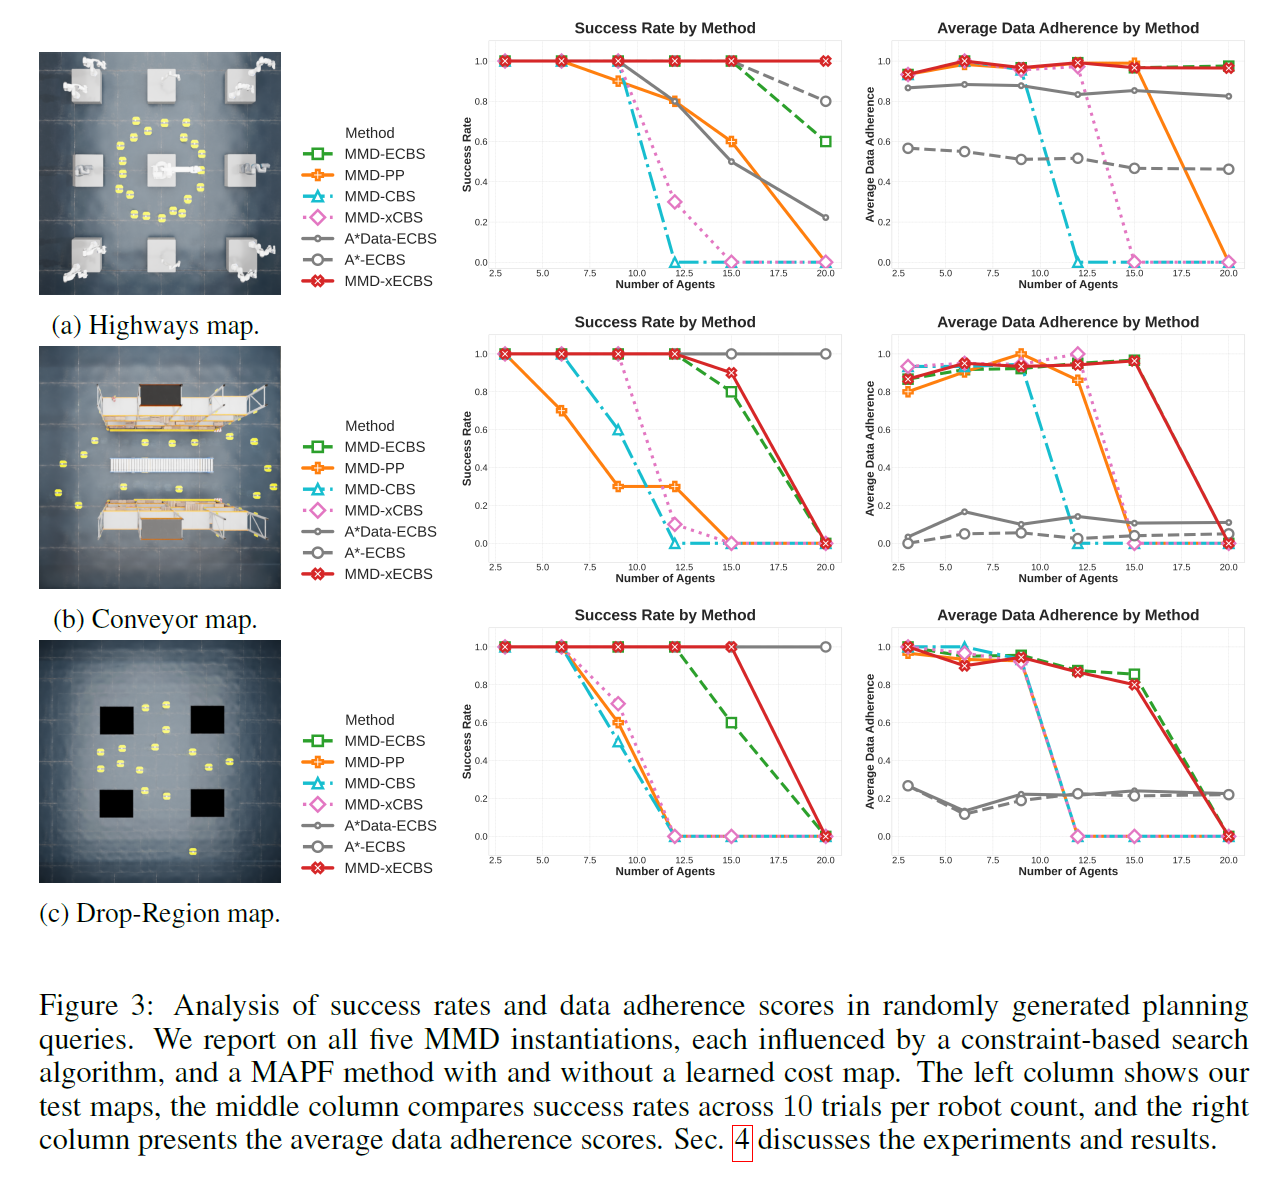 Success Rate by Method
Average Data Adherence by Method
Method
MMD-ECBS
MMD-PP
MMD-CBS
MMD-xCBS
A*Data-ECBS
A*-ECBS
MMD-xECBS
Success Rate
1.0
0.8
0.6
0.4
0.2
0.0
2.5 5.0 7.5 10.0 12.5 15.0 17.5 20.0
Number of Agents
Average Data Adherence
1.0
0.8
0.6
0.4
0.2
0.0
2.5 5.0 7.5 10.0 12.5 15.0 17.5 20.0
Number of Agents
(a) Highways map.
Success Rate by Method
Average Data Adherence by Method
Method
MMD-ECBS
MMD-PP
MMD-CBS
MMD-xCBS
A*Data-ECBS
A*-ECBS
MMD-xECBS
Success Rate
1.0
0.8
0.6
0.4
0.2
0.0
2.5 5.0 7.5 10.0 12.5 15.0 17.5 20.0
Number of Agents
Average Data Adherence
1.0
0.8
0.6
0.4
0.2
0.0
2.5 5.0 7.5 10.0 12.5 15.0 17.5 20.0
Number of Agents
(b) Conveyor map.
Success Rate by Method
Average Data Adherence by Method
Method
MMD-ECBS
MMD-PP
MMD-CBS
MMD-xCBS
A*Data-ECBS
A*-ECBS
MMD-xECBS
Success Rate
1.0
0.8
0.6
0.4
0.2
0.0
2.5 5.0 7.5 10.0 12.5 15.0 17.5 20.0
Number of Agents
Average Data Adherence
1.0
0.8
0.6
0.4
0.2
0.0
2.5 5.0 7.5 10.0 12.5 15.0 17.5 20.0
Number of Agents
(c) Drop-Region map.
Figure 3: Analysis of success rates and data adherence scores in randomly generated planning
queries. We report on all five MMD instantiations, each influenced by a constraint-based search
algorithm, and a MAPF method with and without a learned cost map. The left column shows our
test maps, the middle column compares success rates across 10 trials per robot count, and the right
column presents the average data adherence scores. Sec. 4 discusses the experiments and results.